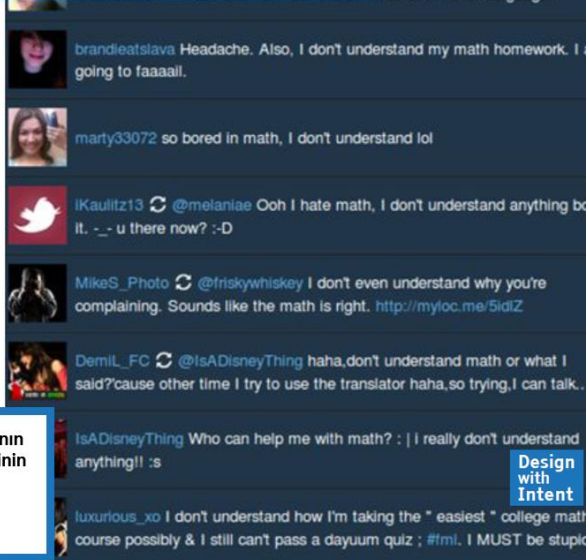 brandieatslava Headache. Also, I don't understand my math homework. I
going to faaaail.
marty33072 so bored in math, I don't understand lol
iKaulitz13 @melaniae Ooh I hate math, I don't understand anything
it. -_- u there now? :-D
MikeS_Photo @friskywhiskey I don't even understand why you're
complaining. Sounds like the math is right. http://myloc.me/5idlZ
DemiL_FC @IsADisneyThing haha,don't understand math or what I
said?'cause other time I try to use the translator haha,so trying,I can talk..
IsADisneyThing Who can help me with math? : | i really don't understand
anything!! :s
luxurious_xo I don't understand how I'm taking the " easiest " college math
course possibly & I still can't pass a dayuum quiz ; #fml. I MUST be stupid
nın
inin
Design
with
Intent